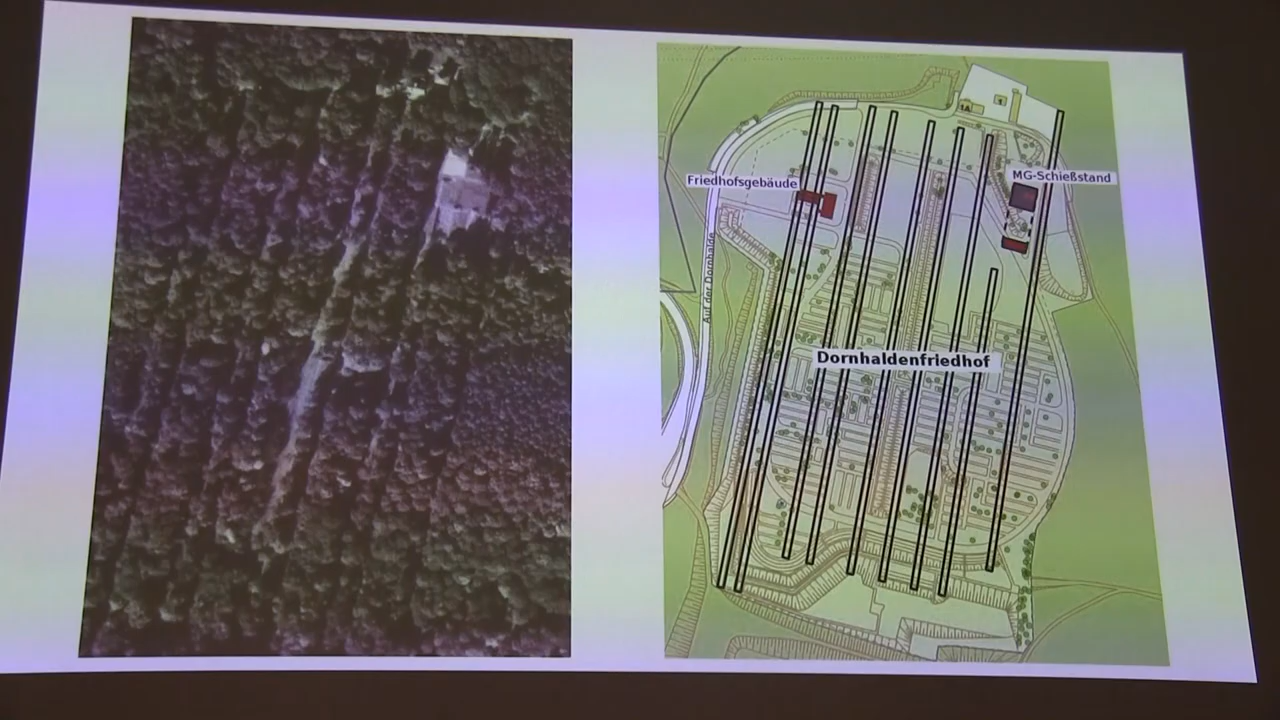 1A
1
Friedhofsgebäude
MG-Schießstand
Auf der Dornhalde
Dornhaldenfriedhof